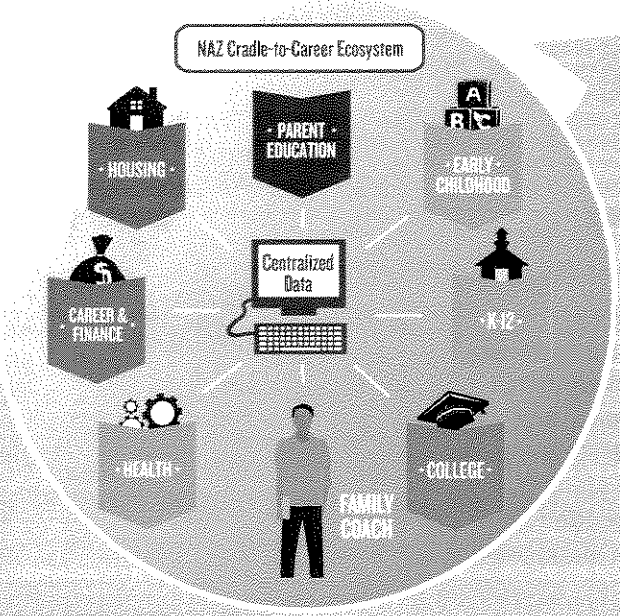 NAZ Cradle-to-Career Ecosystem
• PARENT •
EDUCATION
A
B C
• HOUSING •
• EARLY •
CHILDHOOD
Centralized
Data
$
• CAREER & •
FINANCE
• K-12 •
• HEALTH •
• COLLEGE •
FAMILY
COACH